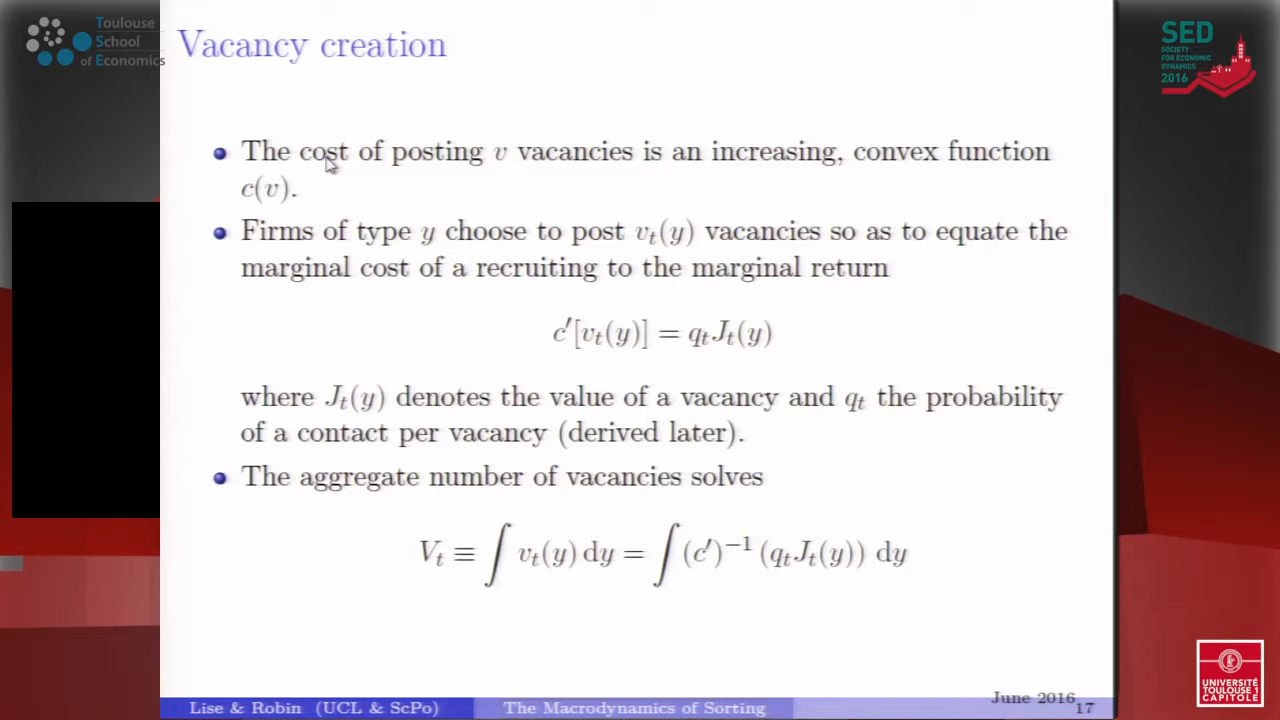 Toulouse
School
of Economics
Vacancy creation
SED
SOCIETY
FOR ECONOMIC
DYNAMICS
2016
The cost of posting v vacancies is an increasing, convex function
c(v).
Firms of type y choose to post v_t(y) vacancies so as to equate the
marginal cost of a recruiting to the marginal return
c′[v_t(y)] = q_tJ_t(y)
where J_t(y) denotes the value of a vacancy and q_t the probability
of a contact per vacancy (derived later).
The aggregate number of vacancies solves
V_t ≡ ∫ v_t(y) dy = ∫ (c′)^{−1} (q_tJ_t(y)) dy
Lise & Robin (UCL & ScPo)
The Macrodynamics of Sorting
June 2016
17
UNIVERSITÉ
TOULOUSE 1
CAPITOLE